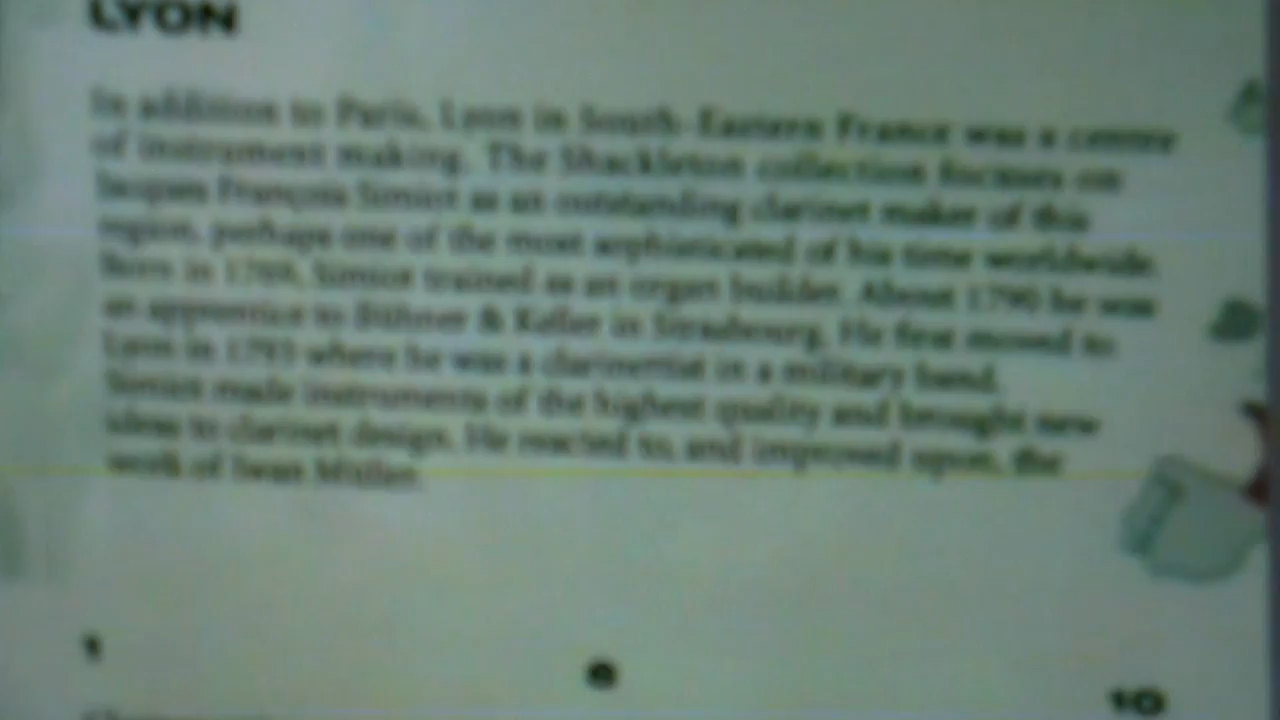 LYON
In addition to Paris, Lyon in South-Eastern France was a centre
of instrument making. The Shackleton collection focuses on
Jacques François Simiot as an outstanding clarinet maker of this
region, perhaps one of the most sophisticated of his time worldwide.
Born in Simiot trained as an organ builder. About 1790 he was
an apprentice to & Keller in Strasbourg. He first moved to
Lyon in where he was a clarinettist in a military band.
Simiot made instruments of the highest quality and brought new
ideas to clarinet design. He reacted to, and improved upon, the
work of Iwan Müller.
1
10